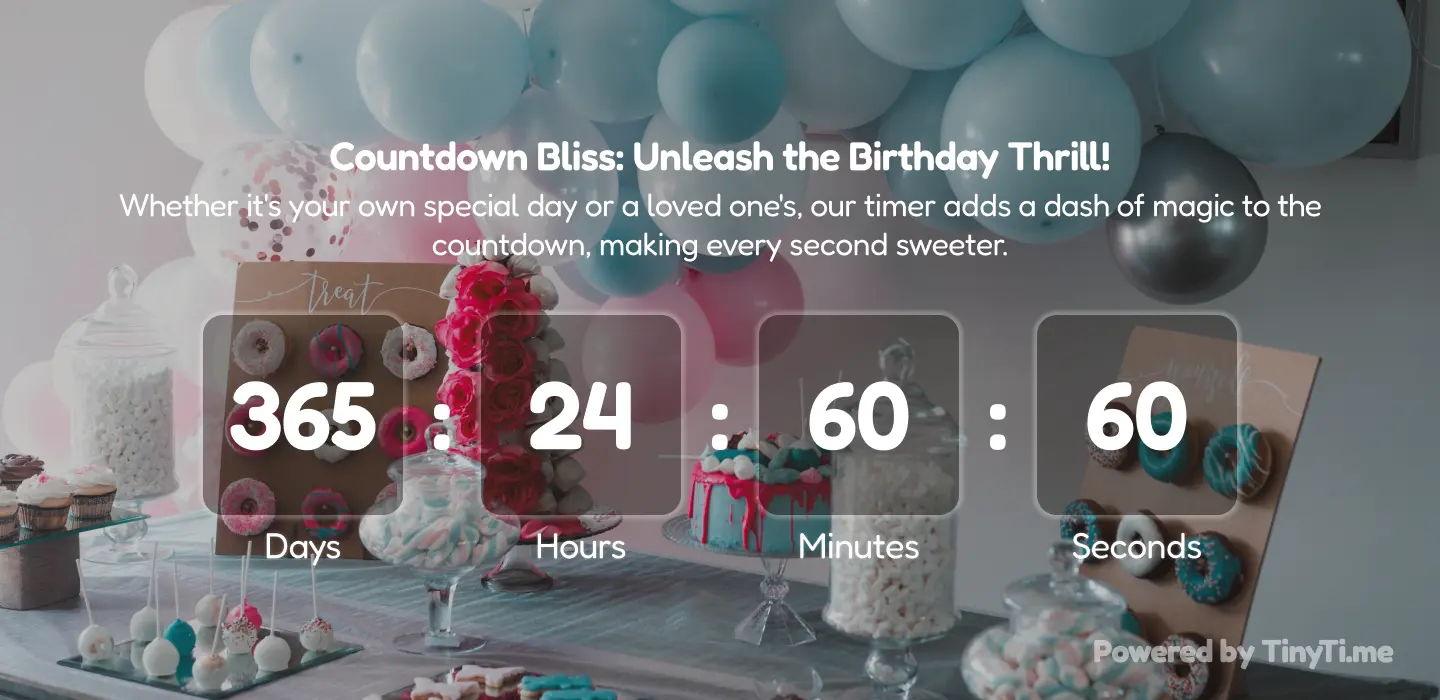 Countdown Bliss: Unleash the Birthday Thrill!
Whether it's your own special day or a loved one's, our timer adds a dash of magic to the
countdown, making every second sweeter.
treat
365 : 24 : 60 : 60
Days Hours Minutes Seconds
Powered by TinyTi.me